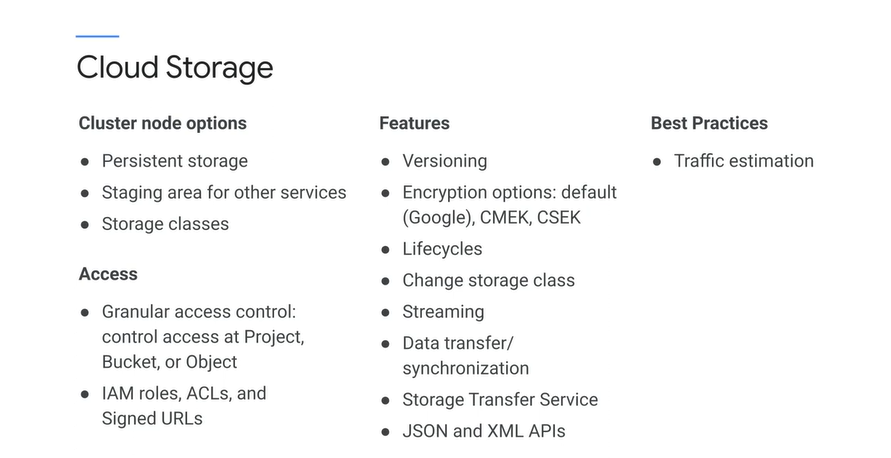 Cloud Storage
Cluster node options
● Persistent storage
● Staging area for other services
● Storage classes
Access
● Granular access control:
control access at Project,
Bucket, or Object
● IAM roles, ACLs, and
Signed URLs
Features
● Versioning
● Encryption options: default
(Google), CMEK, CSEK
● Lifecycles
● Change storage class
● Streaming
● Data transfer/
synchronization
● Storage Transfer Service
● JSON and XML APIs
Best Practices
● Traffic estimation